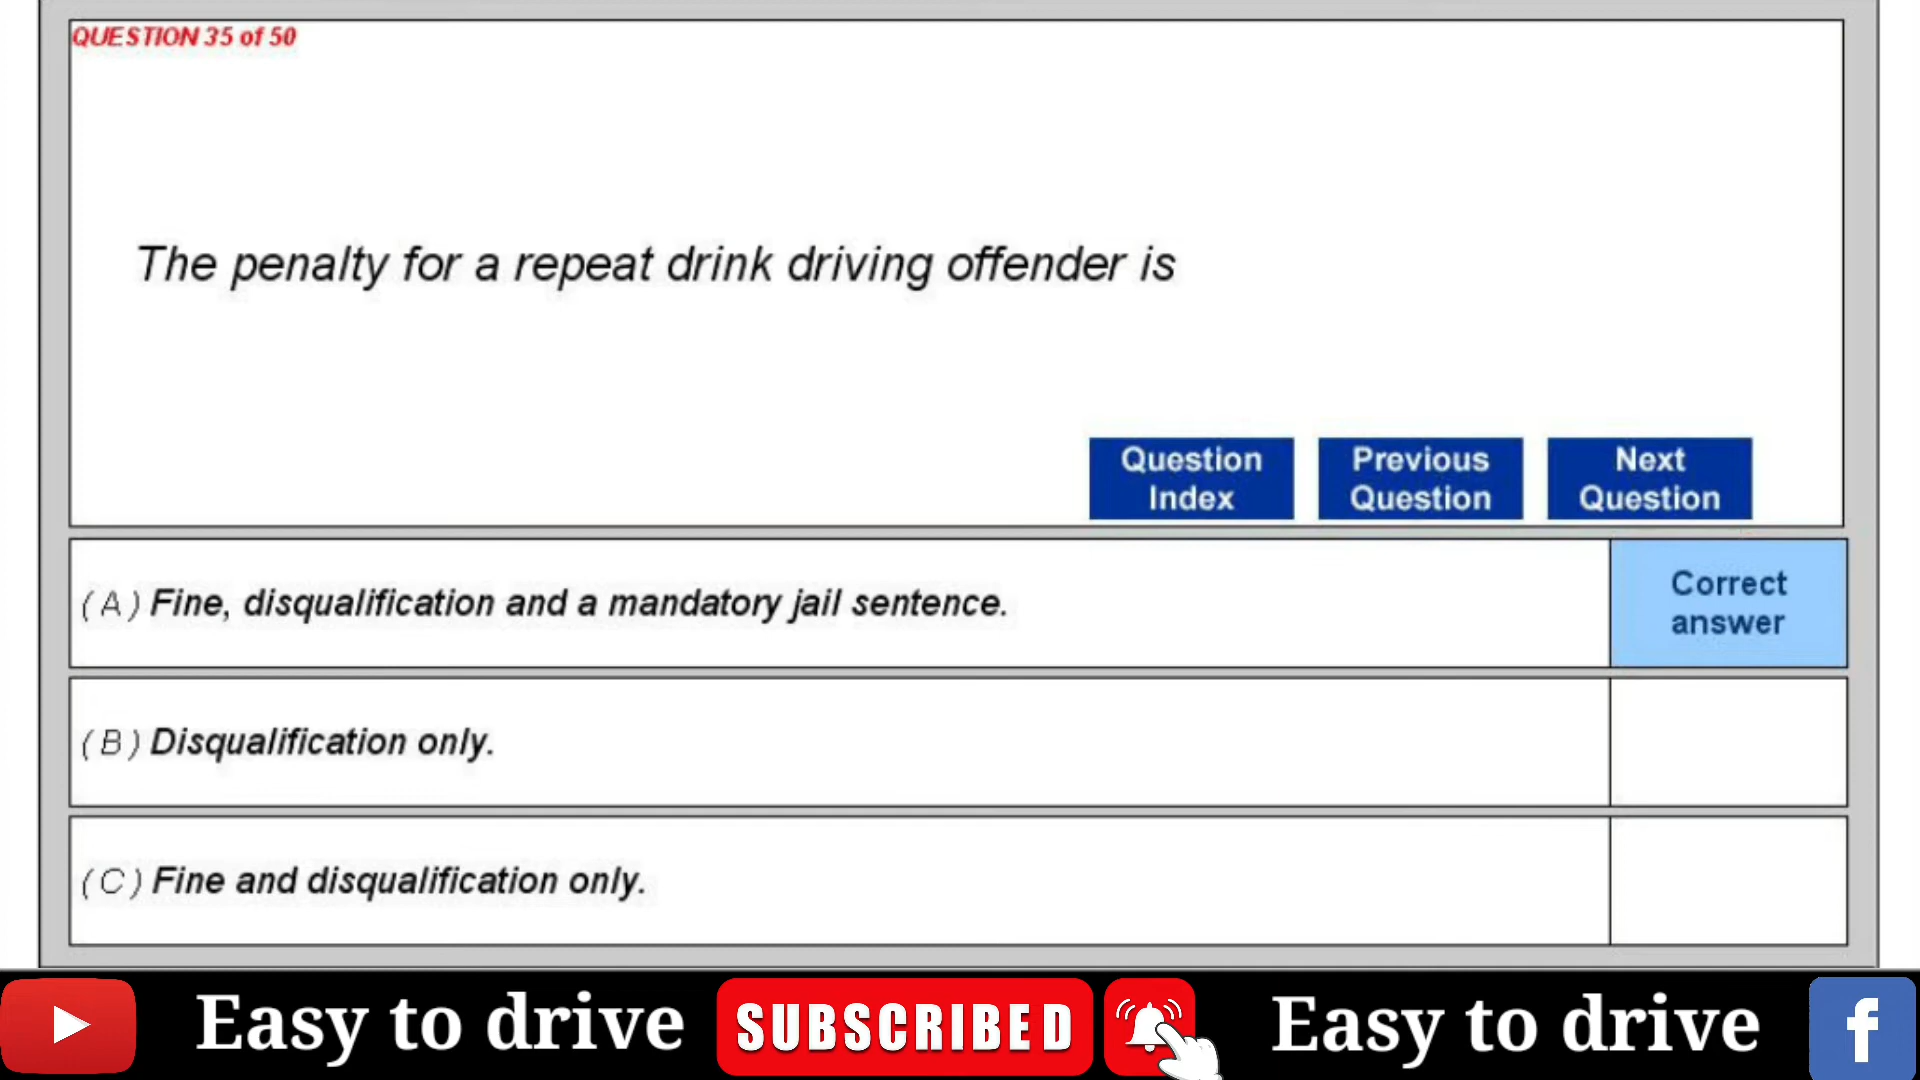 QUESTION 35 of 50
The penalty for a repeat drink driving offender is
Question Index
Previous Question
Next Question
(A) Fine, disqualification and a mandatory jail sentence.
Correct answer
(B) Disqualification only.
(C) Fine and disqualification only.
Easy to drive SUBSCRIBED Easy to drive f